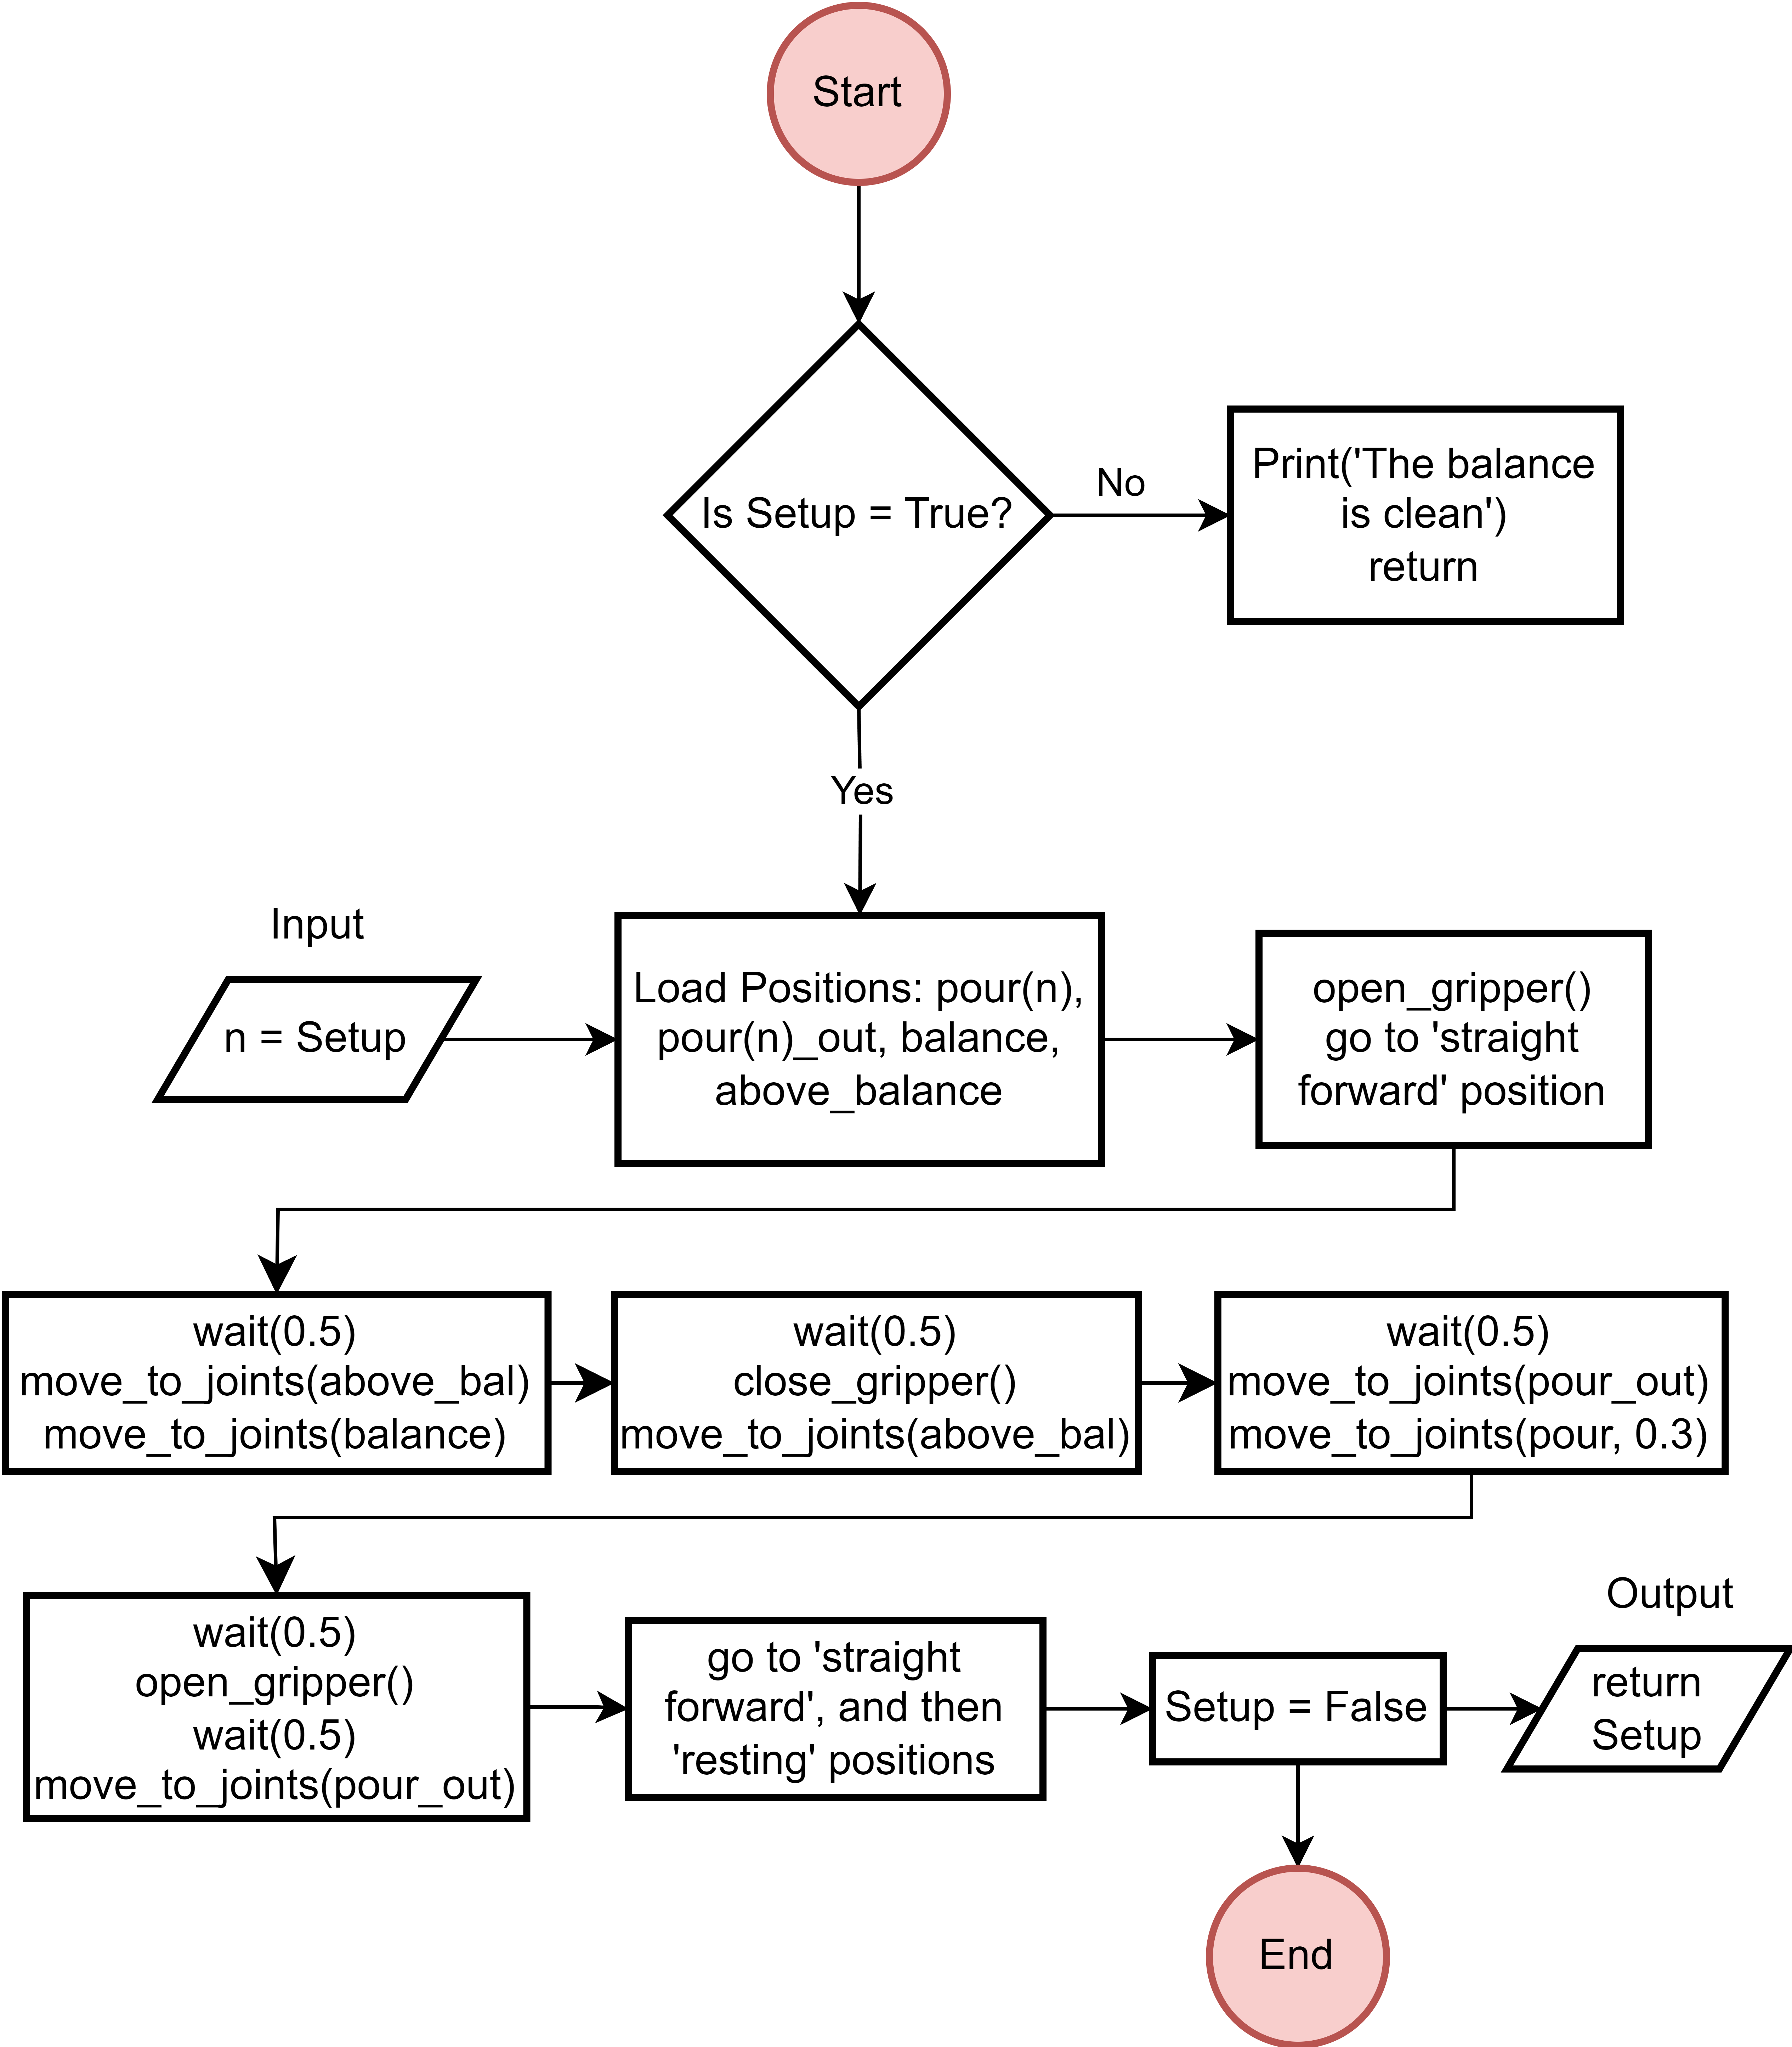 Start
Is Setup = True?
No
Print('The balance
is clean')
return
Yes
Input
n = Setup
Load Positions: pour(n),
pour(n)_out, balance,
above_balance
open_gripper()
go to 'straight
forward' position
wait(0.5)
move_to_joints(above_bal)
move_to_joints(balance)
wait(0.5)
close_gripper()
move_to_joints(above_bal)
wait(0.5)
move_to_joints(pour_out)
move_to_joints(pour, 0.3)
wait(0.5)
open_gripper()
wait(0.5)
move_to_joints(pour_out)
go to 'straight
forward', and then
'resting' positions
Setup = False
Output
return
Setup
End